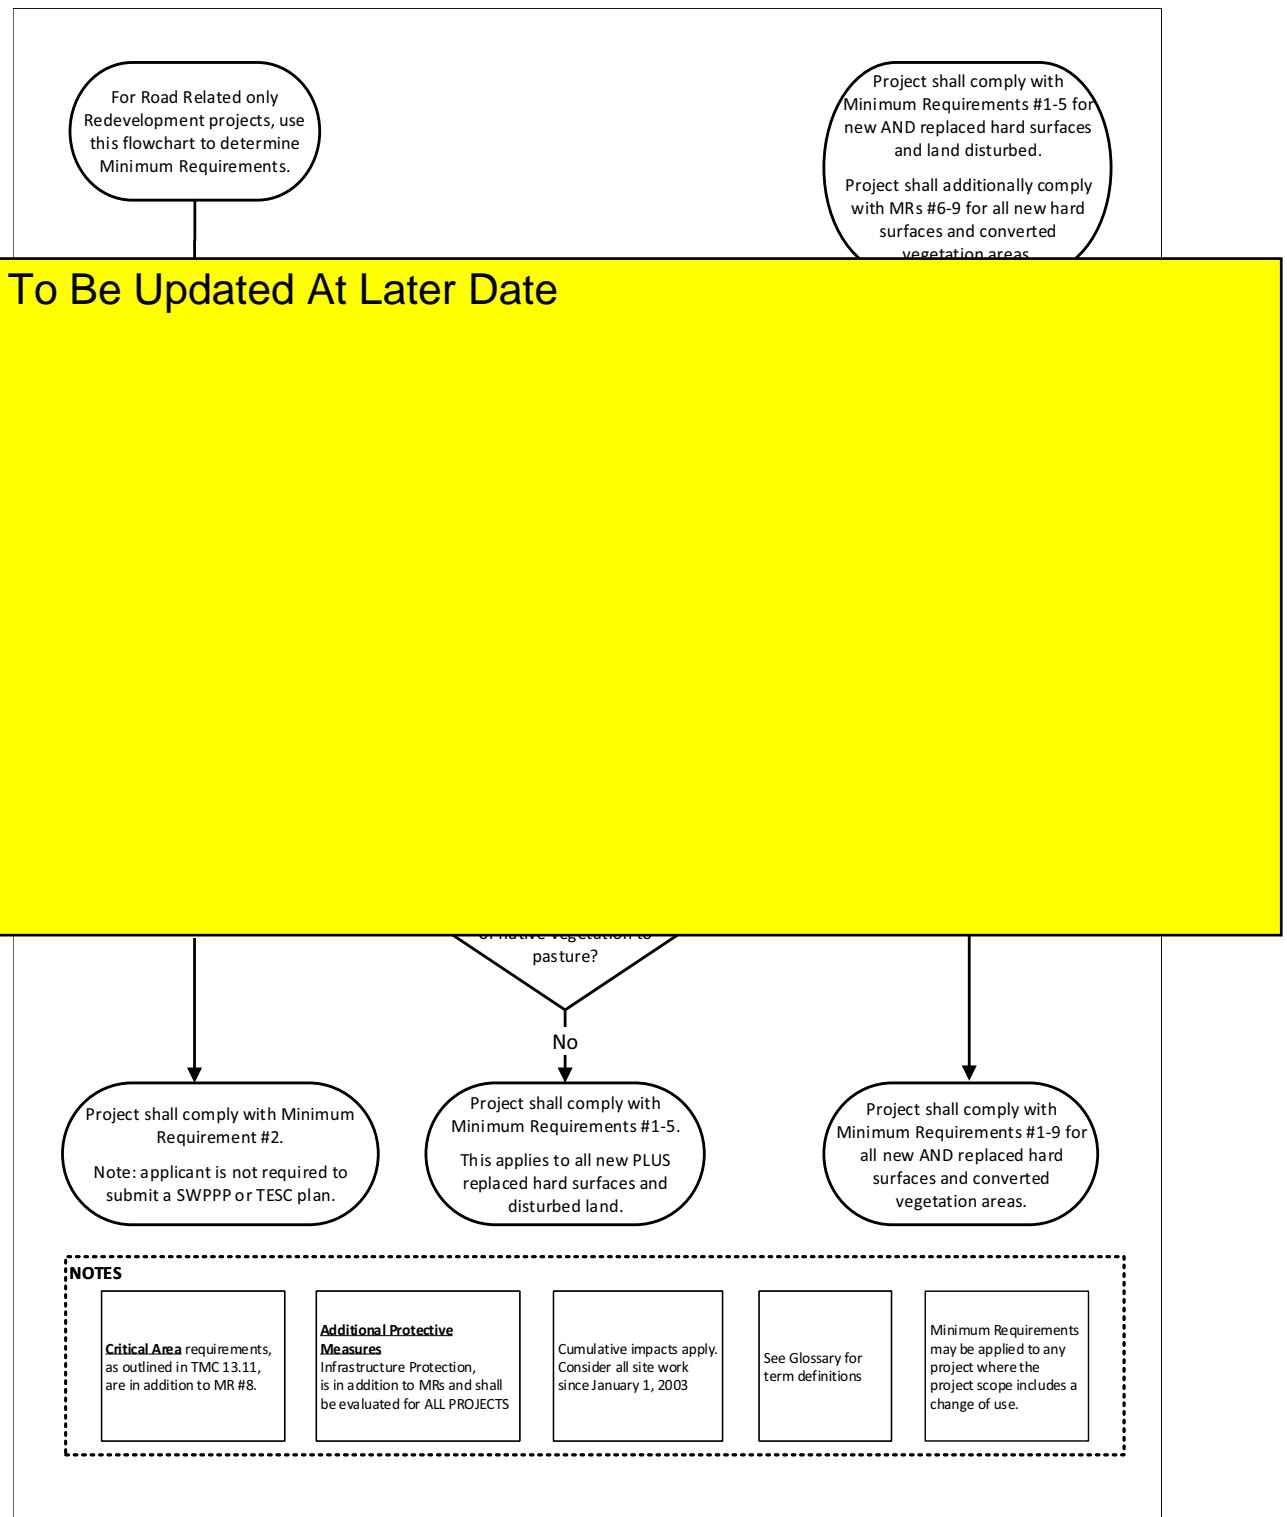 For Road Related only
Redevelopment projects, use
this flowchart to determine
Minimum Requirements.
Project shall comply with
Minimum Requirements #1-5 for
new AND replaced hard surfaces
and land disturbed.
Project shall additionally comply
with MRs #6-9 for all new hard
surfaces and converted
vegetation areas
To Be Updated At Later Date
of native vegetation to
pasture?
No
Project shall comply with Minimum
Requirement #2.
Note: applicant is not required to
submit a SWPPP or TESC plan.
Project shall comply with
Minimum Requirements #1-5.
This applies to all new PLUS
replaced hard surfaces and
disturbed land.
Project shall comply with
Minimum Requirements #1-9 for
all new AND replaced hard
surfaces and converted
vegetation areas.
NOTES
Critical Area requirements,
as outlined in TMC 13.11,
are in addition to MR #8.
Additional Protective
Measures
Infrastructure Protection,
is in addition to MRs and shall
be evaluated for ALL PROJECTS
Cumulative impacts apply.
Consider all site work
since January 1, 2003
See Glossary for
term definitions
Minimum Requirements
may be applied to any
project where the
project scope includes a
change of use.